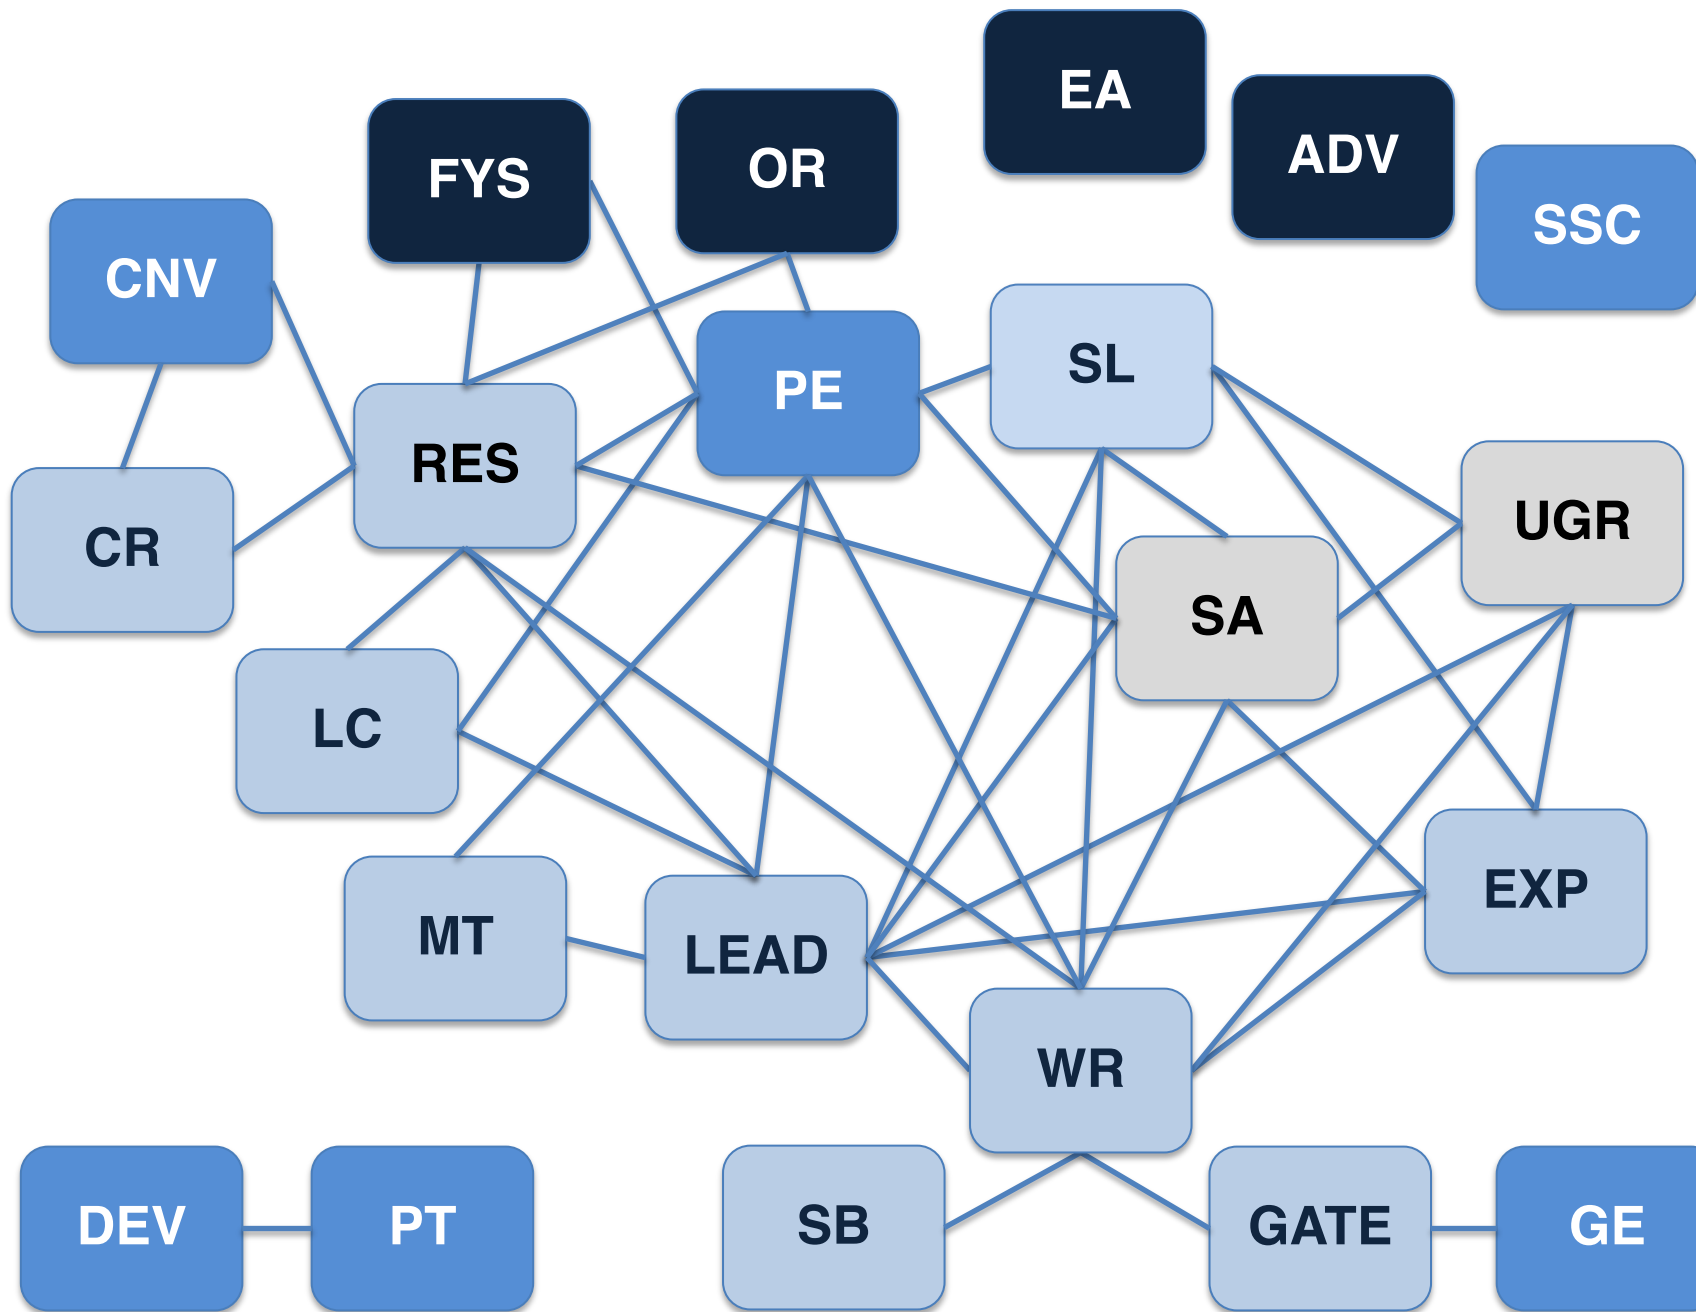 EA
ADV
FYS
OR
SSC
CNV
SL
PE
RES
UGR
CR
SA
LC
EXP
MT
LEAD
WR
DEV
PT
SB
GATE
GE